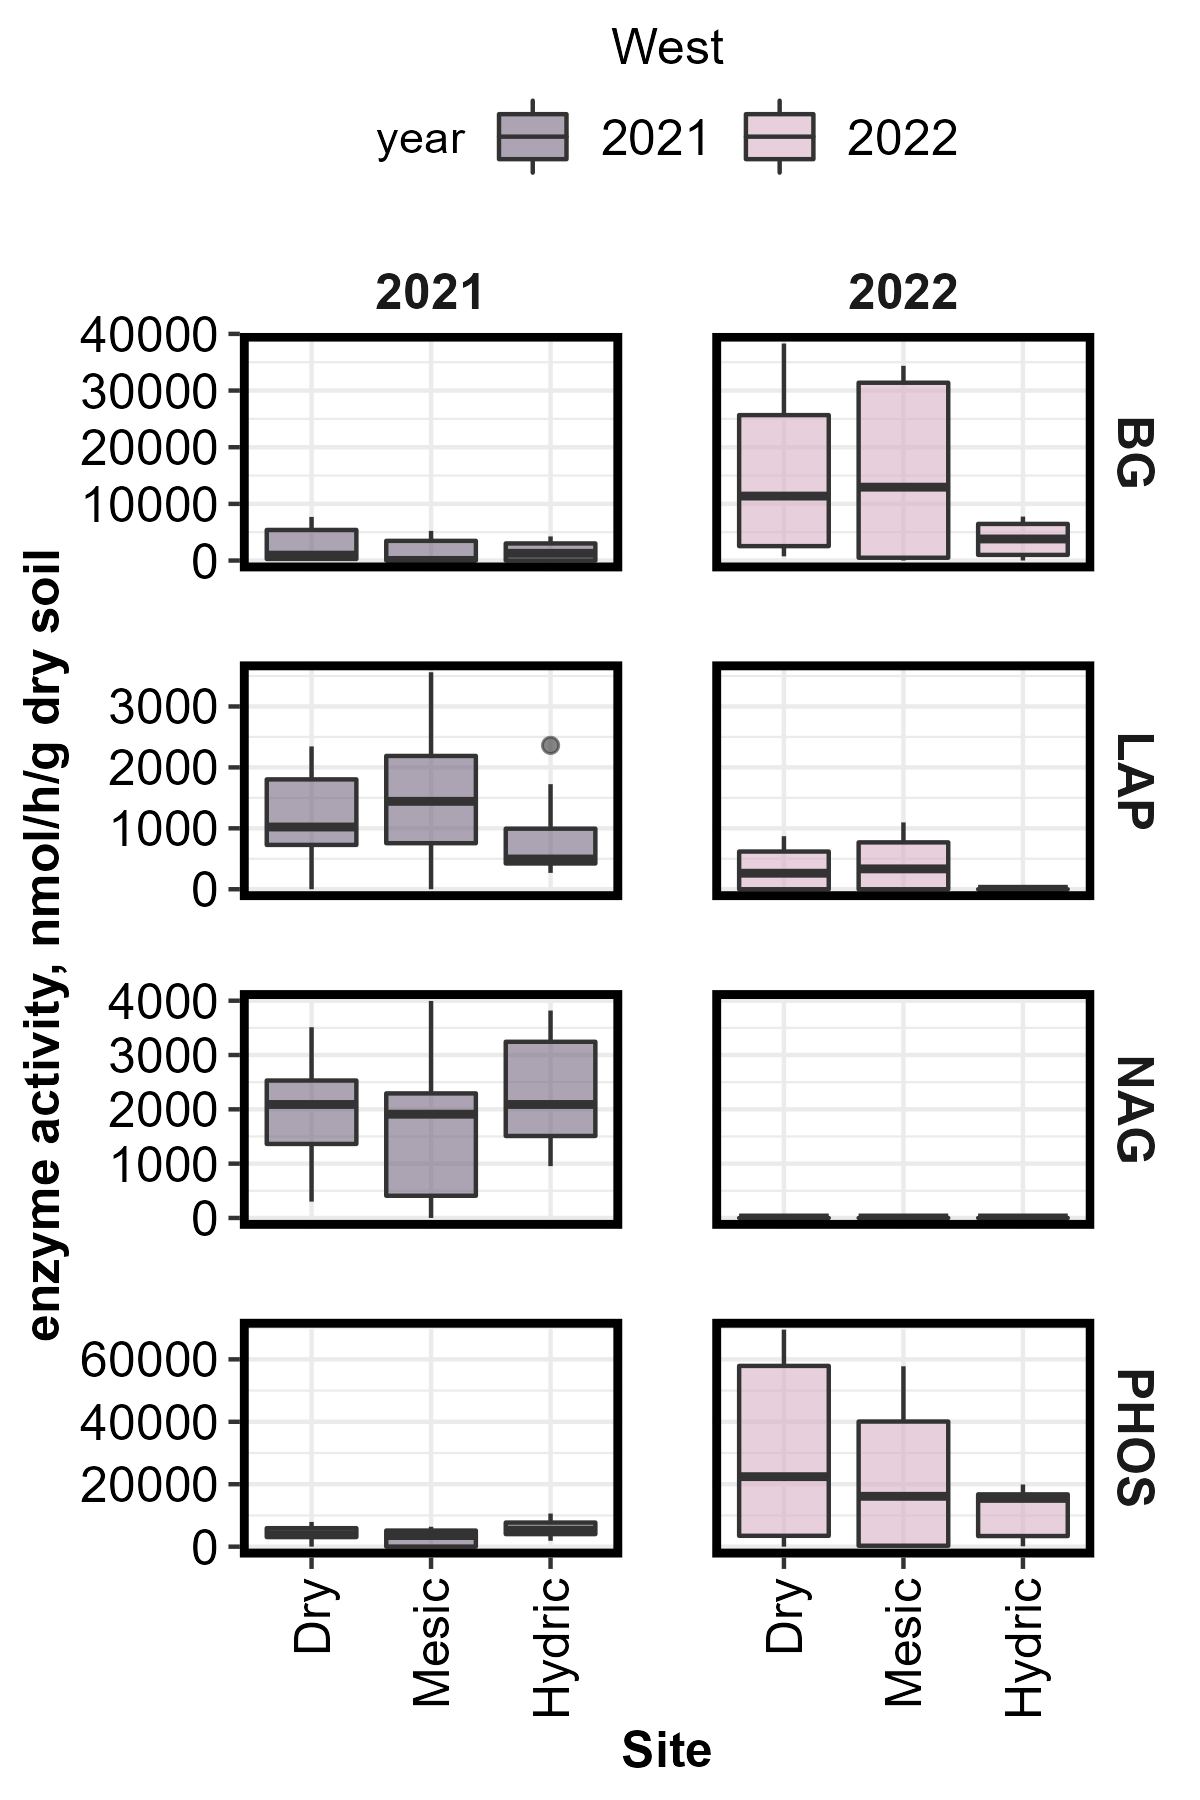 West
year 2021 2022
2021 2022
40000
30000
20000
10000
0
BG
3000
2000
1000
0
LAP
4000
3000
2000
1000
0
NAG
60000
40000
20000
0
PHOS
enzyme activity, nmol/h/g dry soil
Dry Mesic Hydric Dry Mesic Hydric
Site